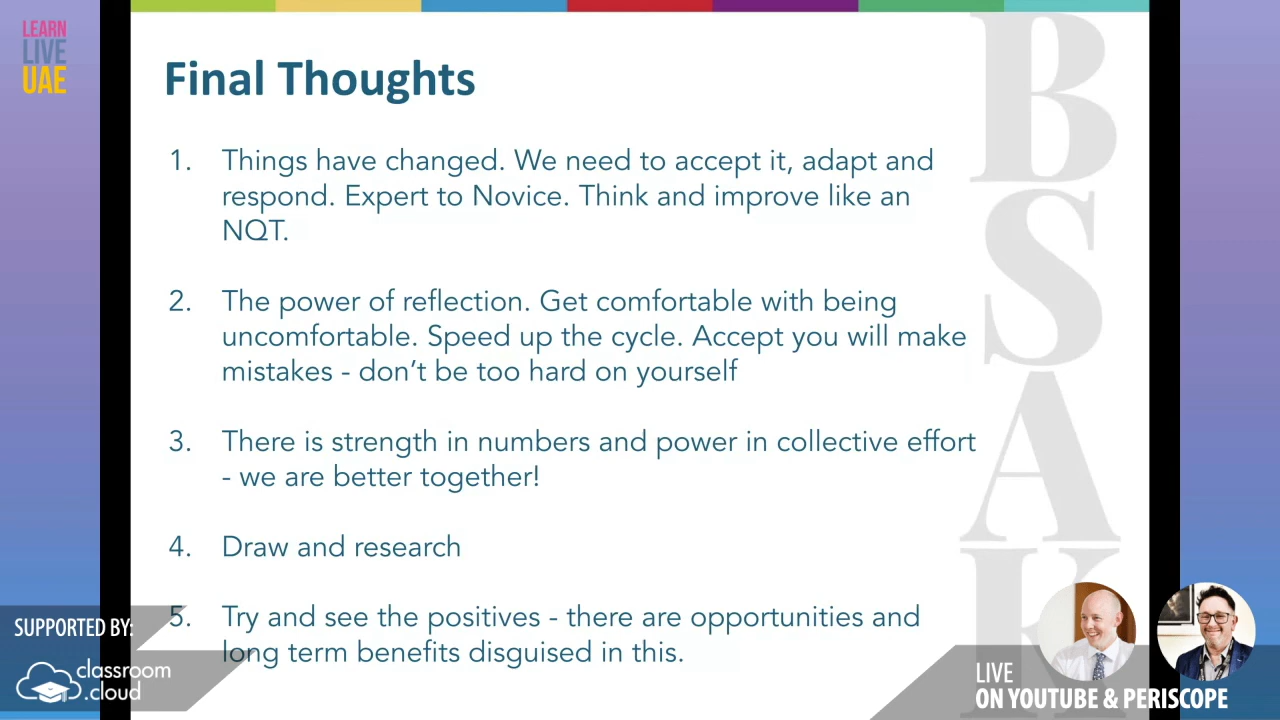 LEARN
LIVE
UAE
Final Thoughts
1. Things have changed. We need to accept it, adapt and
respond. Expert to Novice. Think and improve like an
NQT.
2. The power of reflection. Get comfortable with being
uncomfortable. Speed up the cycle. Accept you will make
mistakes - don’t be too hard on yourself
3. There is strength in numbers and power in collective effort
- we are better together!
4. Draw and research
5. Try and see the positives - there are opportunities and
long term benefits disguised in this.
B
S
A
K
SUPPORTED BY:
classroom
.cloud
LIVE
ON YOUTUBE & PERISCOPE